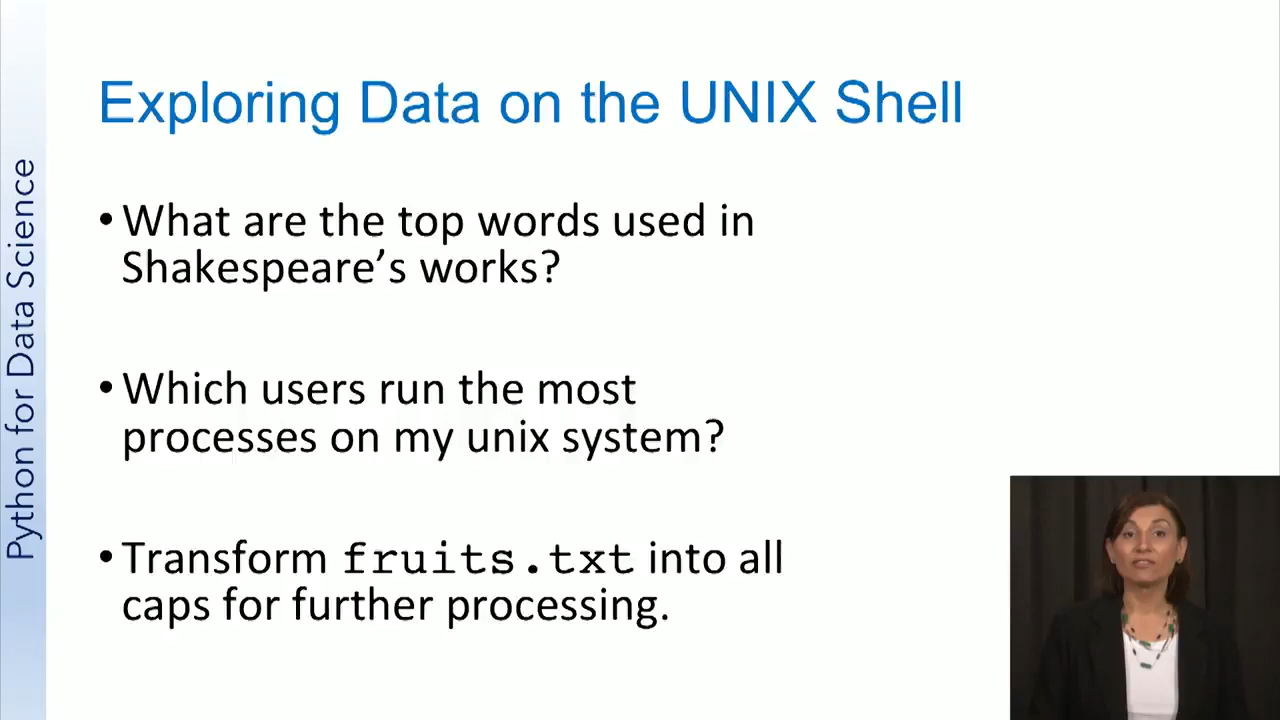 Exploring Data on the UNIX Shell
• What are the top words used in
Shakespeare’s works?
• Which users run the most
processes on my unix system?
• Transform fruits.txt into all
caps for further processing.
Python for Data Science